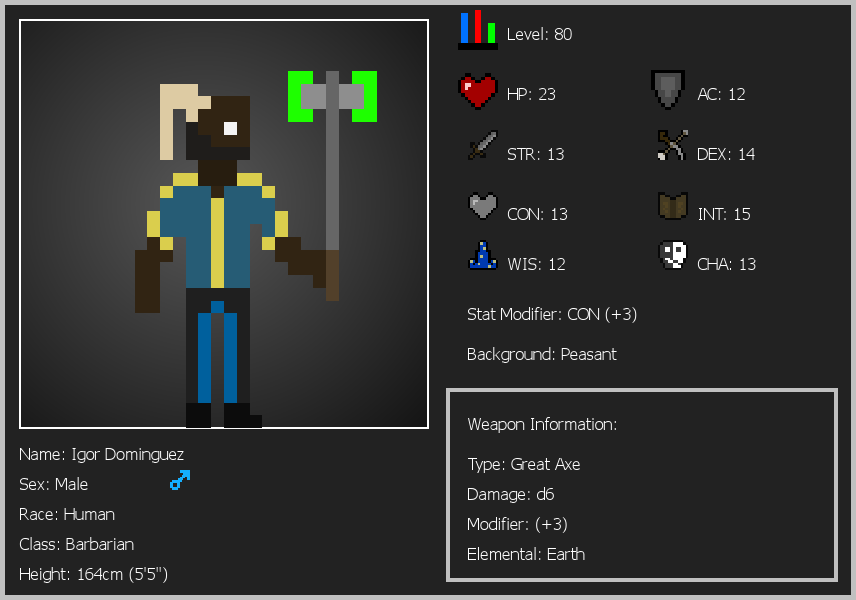 Level: 80
HP: 23
AC: 12
STR: 13
DEX: 14
CON: 13
INT: 15
WIS: 12
CHA: 13
Stat Modifier: CON (+3)
Background: Peasant
Weapon Information:
Type: Great Axe
Damage: d6
Modifier: (+3)
Elemental: Earth
Name: Igor Dominguez
Sex: Male
Race: Human
Class: Barbarian
Height: 164cm (5'5")